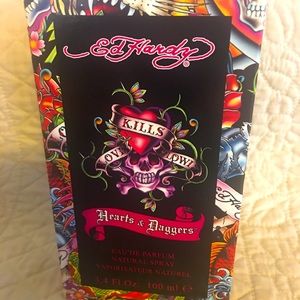 Ed Hardy®
KILLS
LOVE SLOWLY
Hearts & Daggers
EAU DE PARFUM
NATURAL SPRAY
VAPORISATEUR NATUREL
3.4 FL.OZ. 100 ml ℮